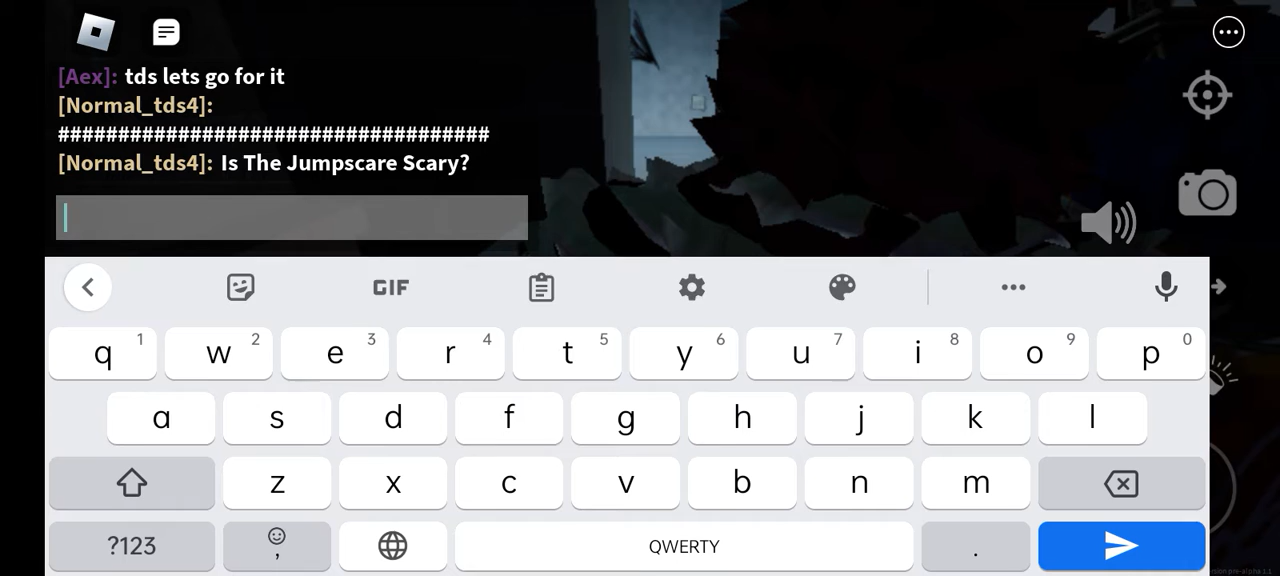 [Aex]: tds lets go for it
[Normal_tds4]:
####################################
[Normal_tds4]: Is The Jumpscare Scary?
GIF
q 1 w 2 e 3 r 4 t 5 y 6 u 7 i 8 o 9 p 0
a s d f g h j k l
z x c v b n m
?123 , QWERTY .